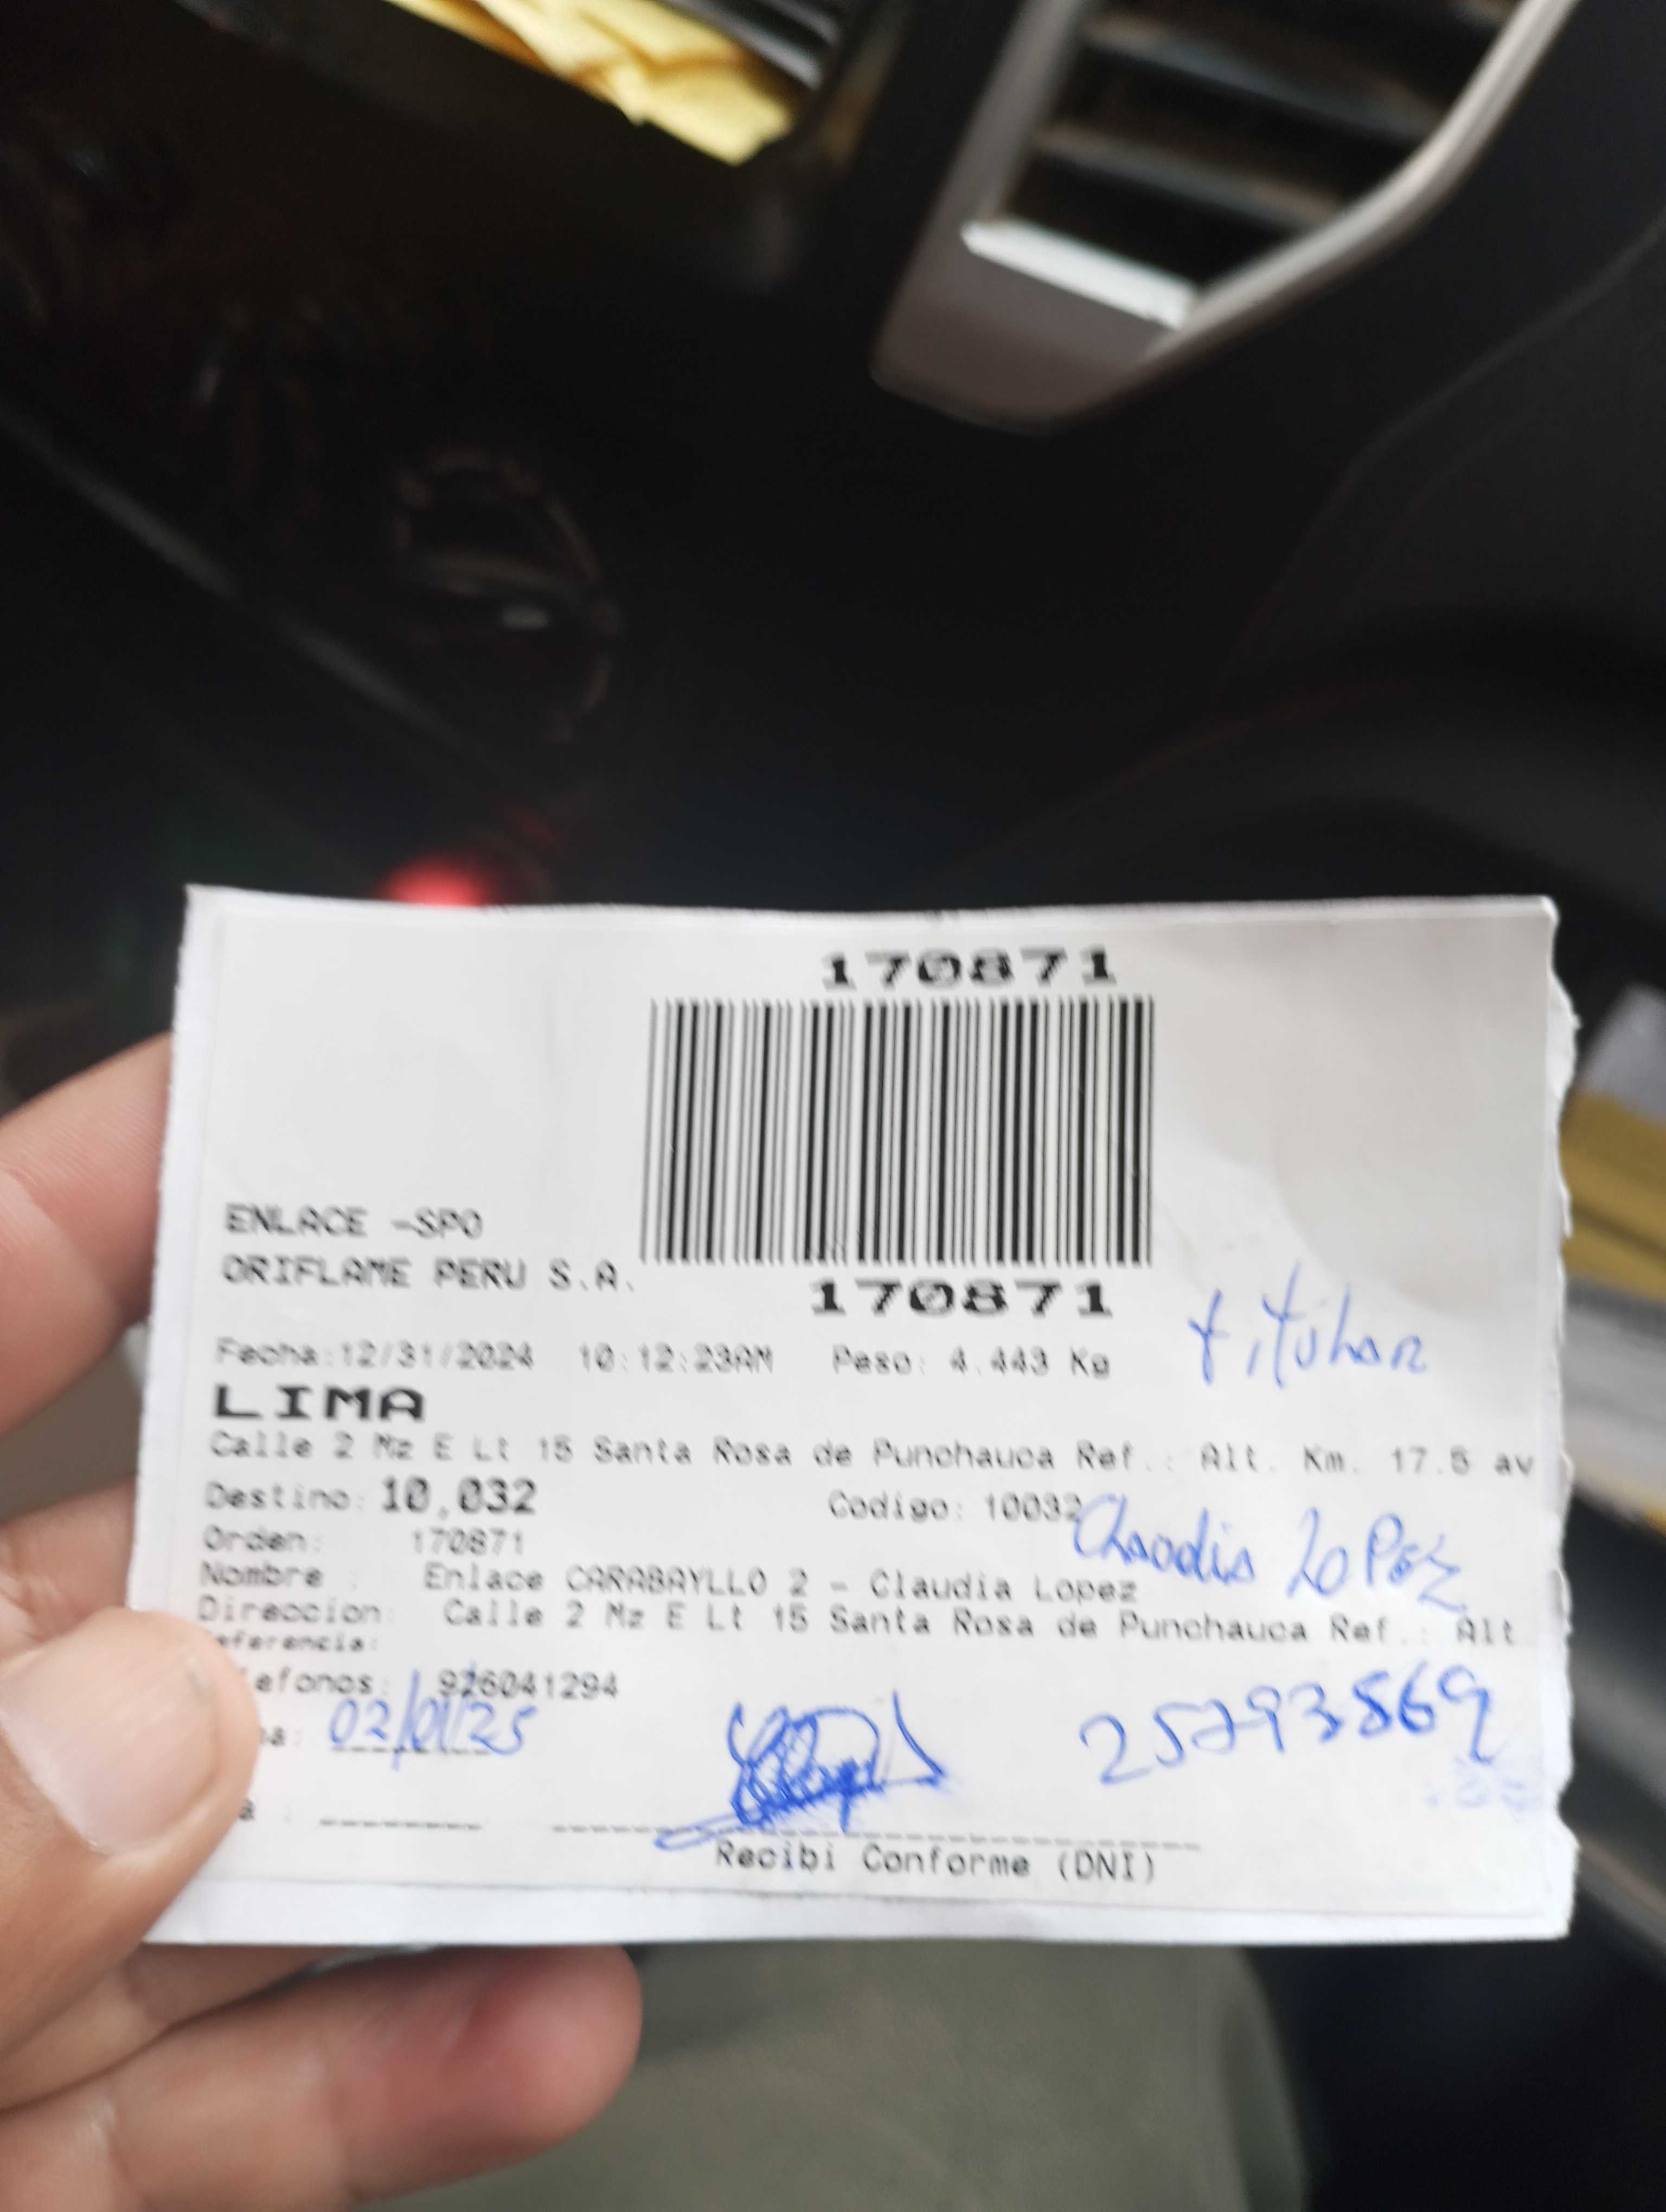 170871
ENLACE -SPO
ORIFLAME PERU S.A.
170871
titular
Fecha:12/31/2024 10:12:23AM Peso: 4.443 Kg
LIMA
Calle 2 Mz E Lt 15 Santa Rosa de Punchauca Ref.: Alt. Km. 17.5 av
Destino: 10,032 Codigo: 10032
Claudia Lopez
Orden: 170871
Nombre : Enlace CARABAYLLO 2 - Claudia Lopez
Direccion: Calle 2 Mz E Lt 15 Santa Rosa de Punchauca Ref.: Alt
eferencia:
lefonos: 926041294
a: 02/01/25
25793869
a :
Recibi Conforme (DNI)